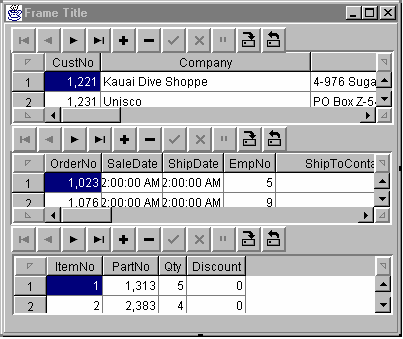 Frame Title
CustNo Company
1 1,221 Kauai Dive Shoppe 4-976 Suga
2 1,231 Unisco PO Box Z-54
OrderNo SaleDate ShipDate EmpNo ShipToConta
1 1,023 2:00:00 AM 2:00:00 AM 5
2 1,076 2:00:00 AM 2:00:00 AM 9
ItemNo PartNo Qty Discount
1 1 1,313 5 0
2 2 2,383 4 0